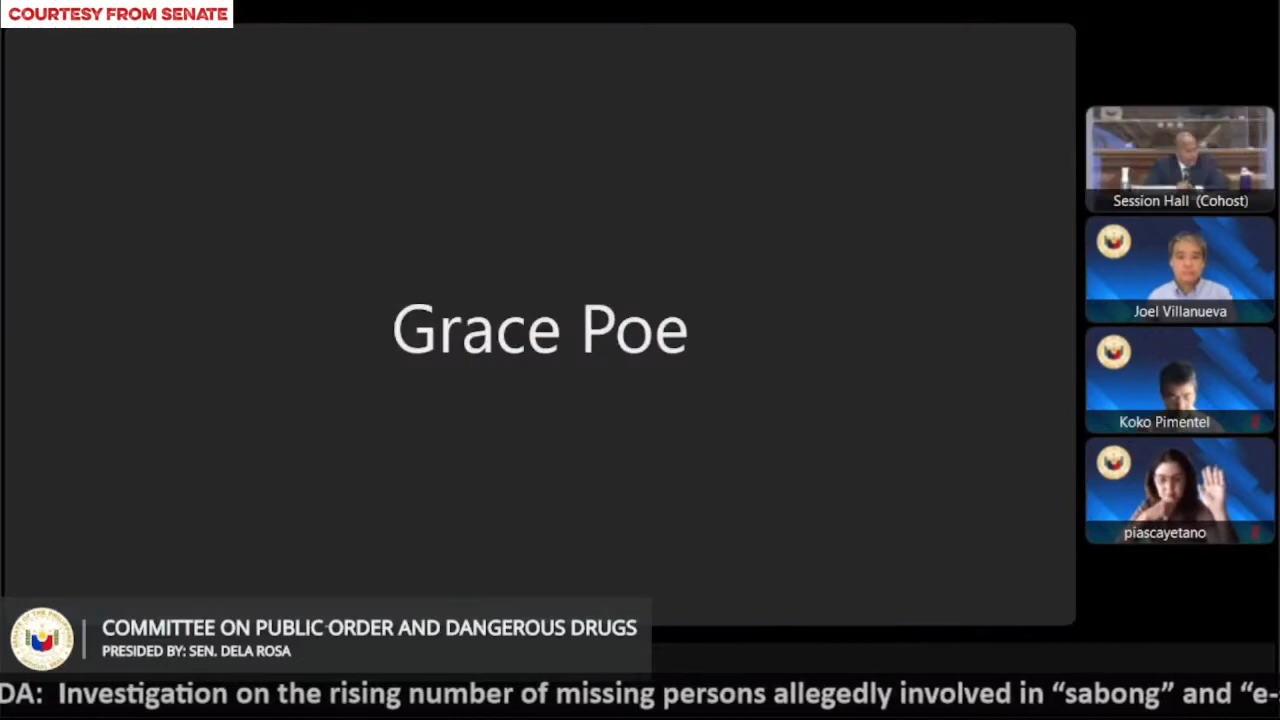 COURTESY FROM SENATE
Grace Poe
Session Hall (Cohost)
Joel Villanueva
Koko Pimentel
piascayetano
COMMITTEE ON PUBLIC ORDER AND DANGEROUS DRUGS
PRESIDED BY: SEN. DELA ROSA
DA: Investigation on the rising number of missing persons allegedly involved in “sabong” and “e-